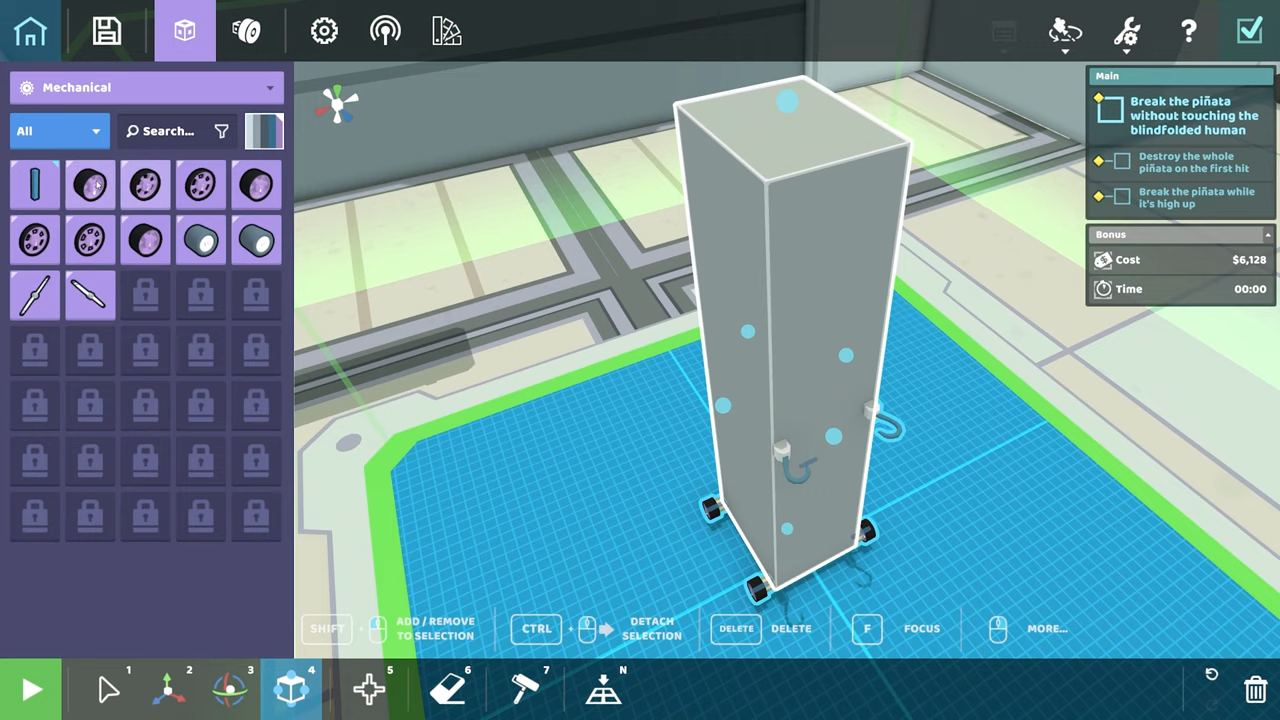 Main
Break the piñata
without touching the
blindfolded human
Destroy the whole
piñata on the first hit
Break the piñata while
it's high up
Bonus
Cost $6,128
Time 00:00
Mechanical
All Search...
SHIFT + ADD / REMOVE
TO SELECTION
CTRL + DETACH
SELECTION
DELETE DELETE
F FOCUS
MORE...
1 2 3 4 5 6 7 N
?